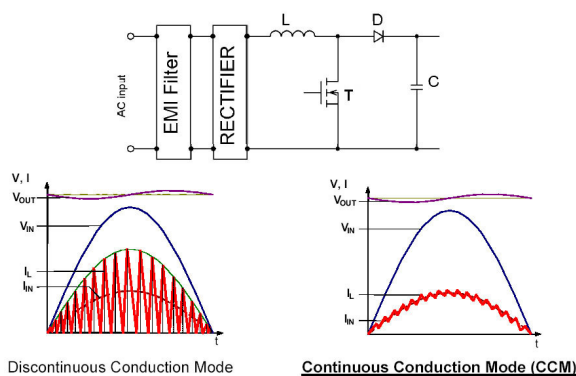 L
D
AC input
EMI Filter
RECTIFIER
T
C
V, I
VOUT
VIN
IL
IIN
t
Discontinuous Conduction Mode
V, I
VOUT
VIN
IL
IIN
t
Continuous Conduction Mode (CCM)